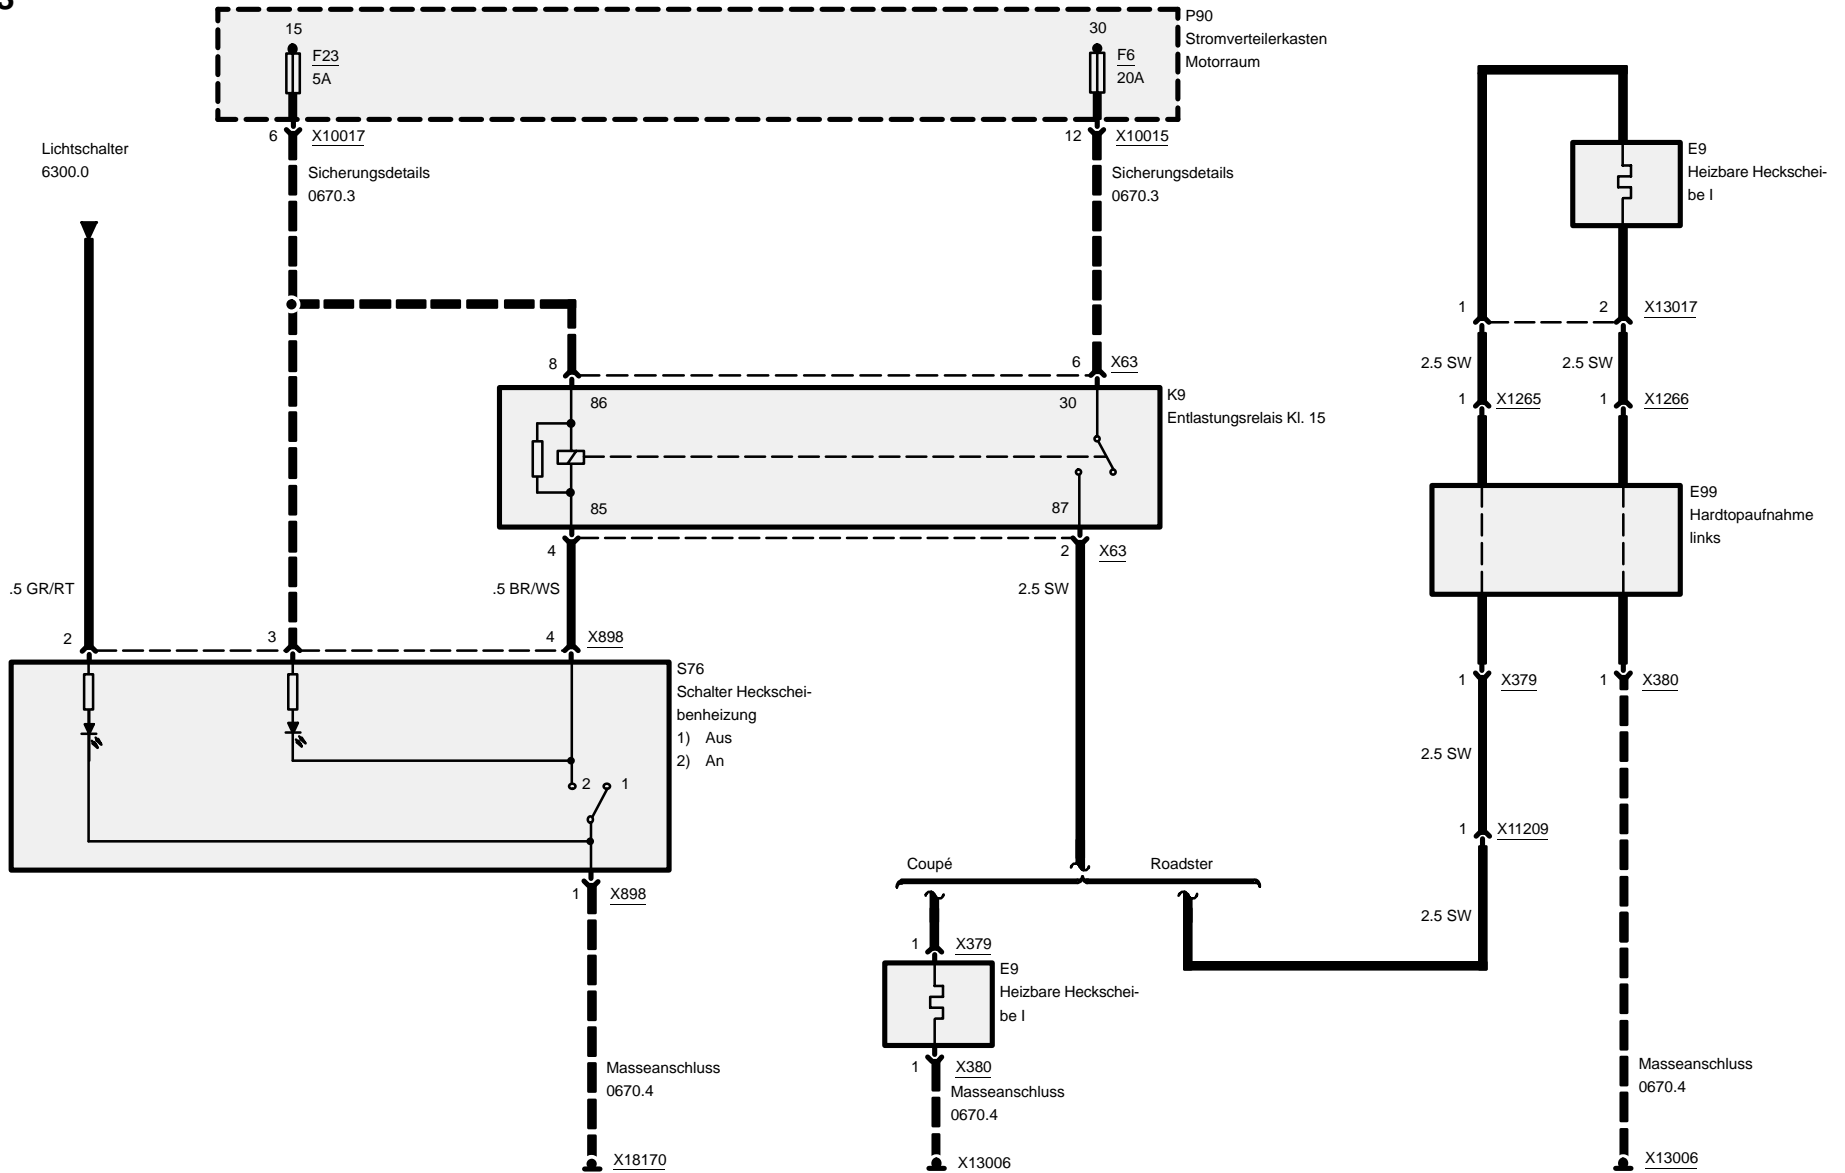 15
F23
5A
30
F6
20A
P90
Stromverteilerkasten
Motorraum
6
X10017
12
X10015
Lichtschalter
6300.0
Sicherungsdetails
0670.3
Sicherungsdetails
0670.3
E9
Heizbare Heckschei-
be I
1
2
X13017
2.5 SW
2.5 SW
1
X1265
1
X1266
8
6
X63
86
30
K9
Entlastungsrelais Kl. 15
85
87
4
2
X63
E99
Hardtopaufnahme
links
.5 GR/RT
.5 BR/WS
2.5 SW
2
3
4
X898
S76
Schalter Heckschei-
benheizung
1) Aus
2) An
2
1
1
X379
1
X380
2.5 SW
1
X11209
2.5 SW
Coupé
Roadster
1
X898
1
X379
E9
Heizbare Heckschei-
be I
1
X380
Masseanschluss
0670.4
Masseanschluss
0670.4
Masseanschluss
0670.4
X18170
X13006
X13006